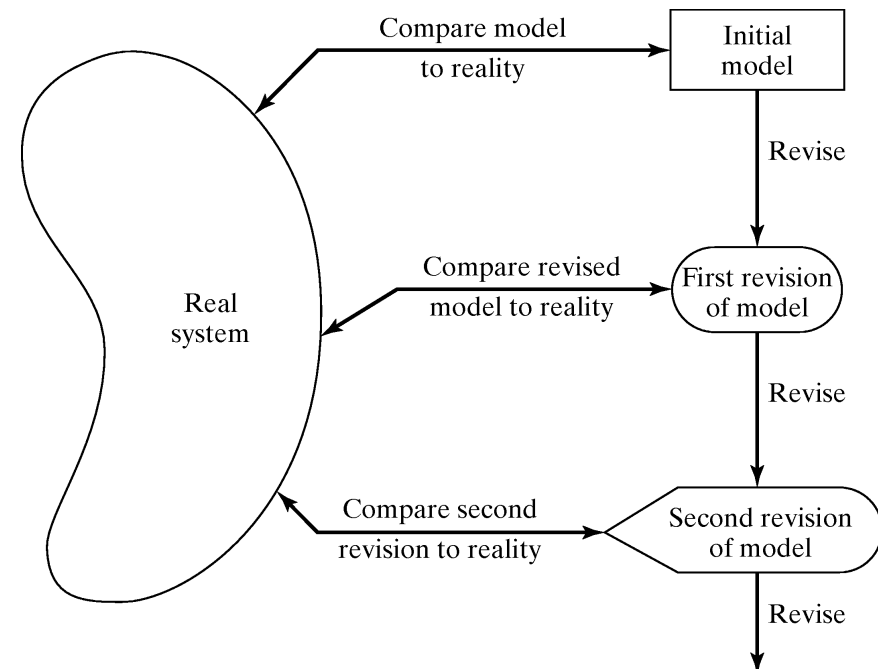 Compare model
to reality
Initial
model
Revise
Compare revised
model to reality
First revision
of model
Real
system
Revise
Compare second
revision to reality
Second revision
of model
Revise